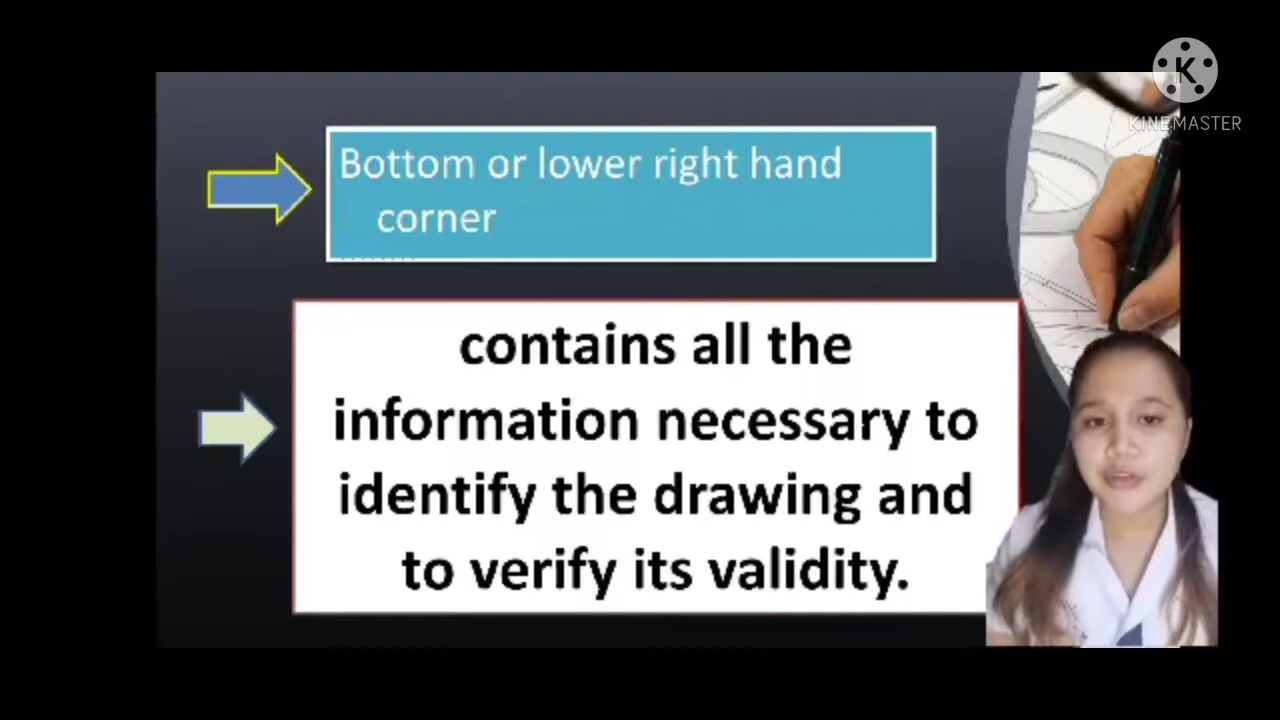 K
KINEMASTER
Bottom or lower right hand
corner
contains all the
information necessary to
identify the drawing and
to verify its validity.